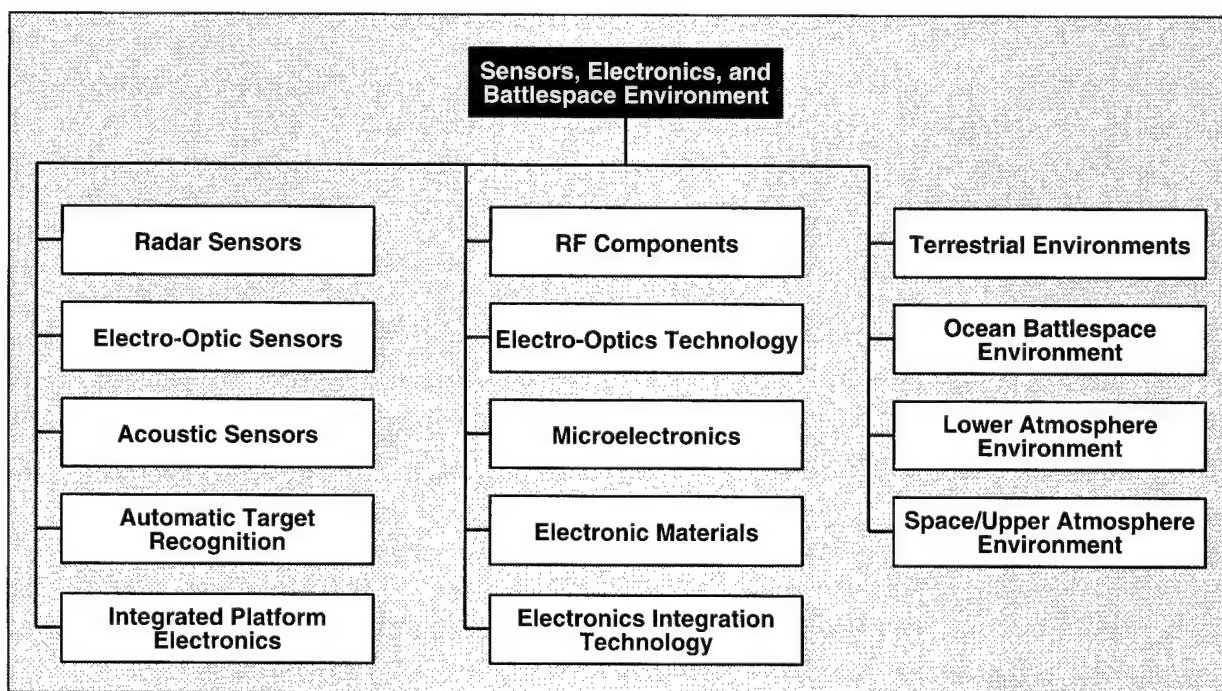 Sensors, Electronics, and
Battlespace Environment
Radar Sensors
Electro-Optic Sensors
Acoustic Sensors
Automatic Target
Recognition
Integrated Platform
Electronics
RF Components
Electro-Optics Technology
Microelectronics
Electronic Materials
Electronics Integration
Technology
Terrestrial Environments
Ocean Battlespace
Environment
Lower Atmosphere
Environment
Space/Upper Atmosphere
Environment